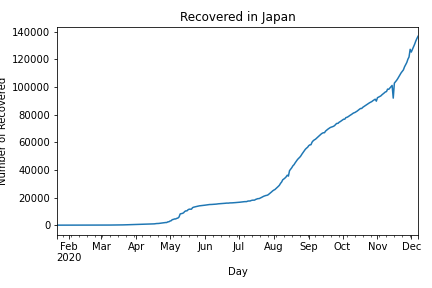 Recovered in Japan
140000
120000
100000
80000
60000
40000
20000
0
Number of Recovered
Feb Mar Apr May Jun Jul Aug Sep Oct Nov Dec
2020
Day